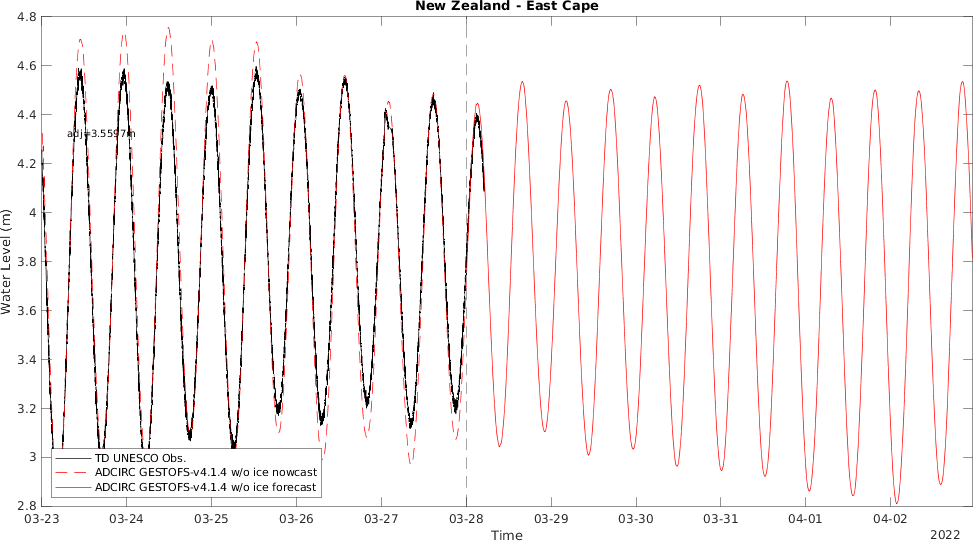 New Zealand - East Cape
4.8
4.6
4.4
4.2
4
3.8
3.6
3.4
3.2
3
2.8
Water Level (m)
adj=3.5597m
TD UNESCO Obs.
ADCIRC GESTOFS-v4.1.4 w/o ice nowcast
ADCIRC GESTOFS-v4.1.4 w/o ice forecast
03-23 03-24 03-25 03-26 03-27 03-28 03-29 03-30 03-31 04-01 04-02
Time
2022